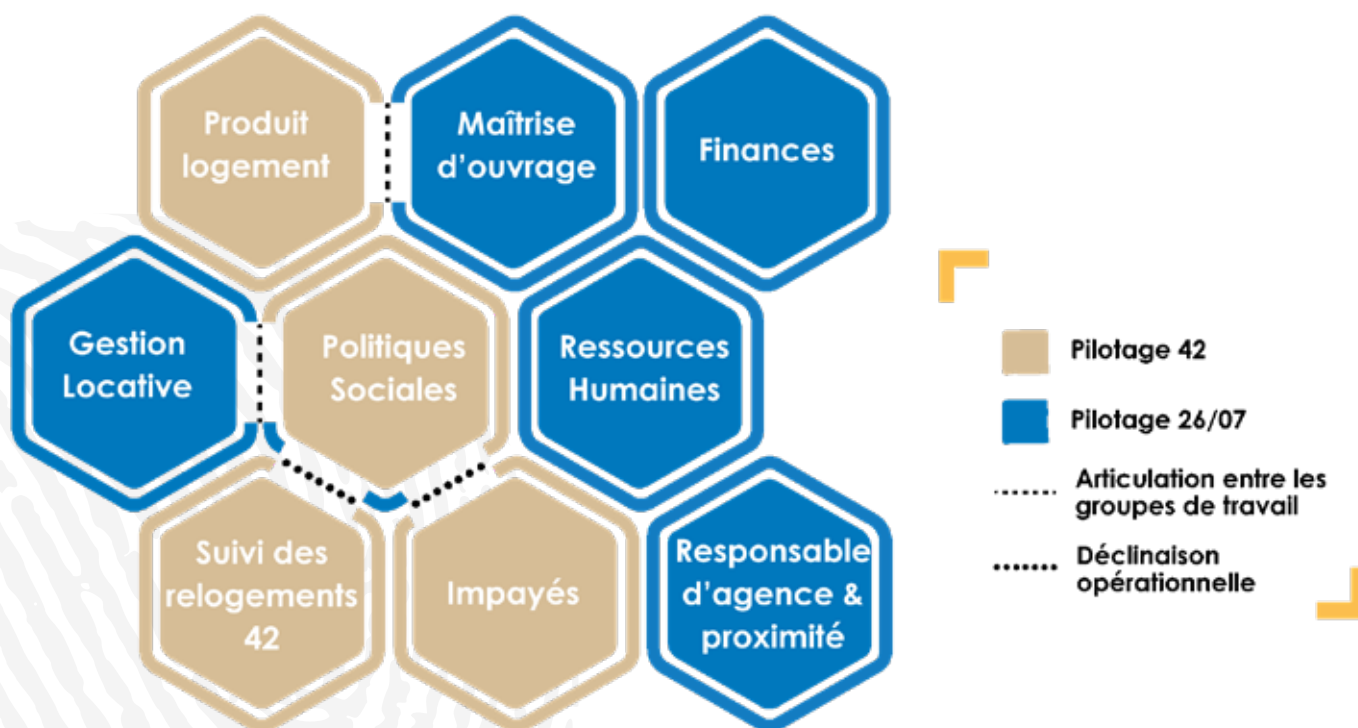 Produit
logement
Maîtrise
d'ouvrage
Finances
Gestion
Locative
Politiques
Sociales
Ressources
Humaines
Suivi des
relogements
42
Impayés
Responsable
d'agence &
proximité
Pilotage 42
Pilotage 26/07
Articulation entre les
groupes de travail
Déclinaison
opérationnelle